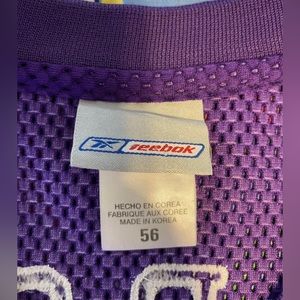 Reebok
HECHO EN COREA
FABRIQUE AUX COREE
MADE IN KOREA
56